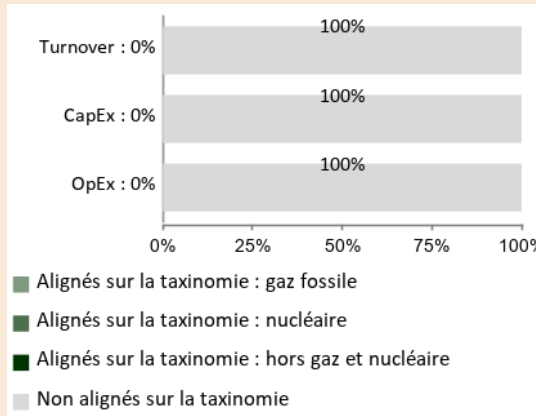 100%
Turnover : 0%
100%
CapEx : 0%
100%
OpEx : 0%
0% 25% 50% 75% 100%
Alignés sur la taxinomie : gaz fossile
Alignés sur la taxinomie : nucléaire
Alignés sur la taxinomie : hors gaz et nucléaire
Non alignés sur la taxinomie